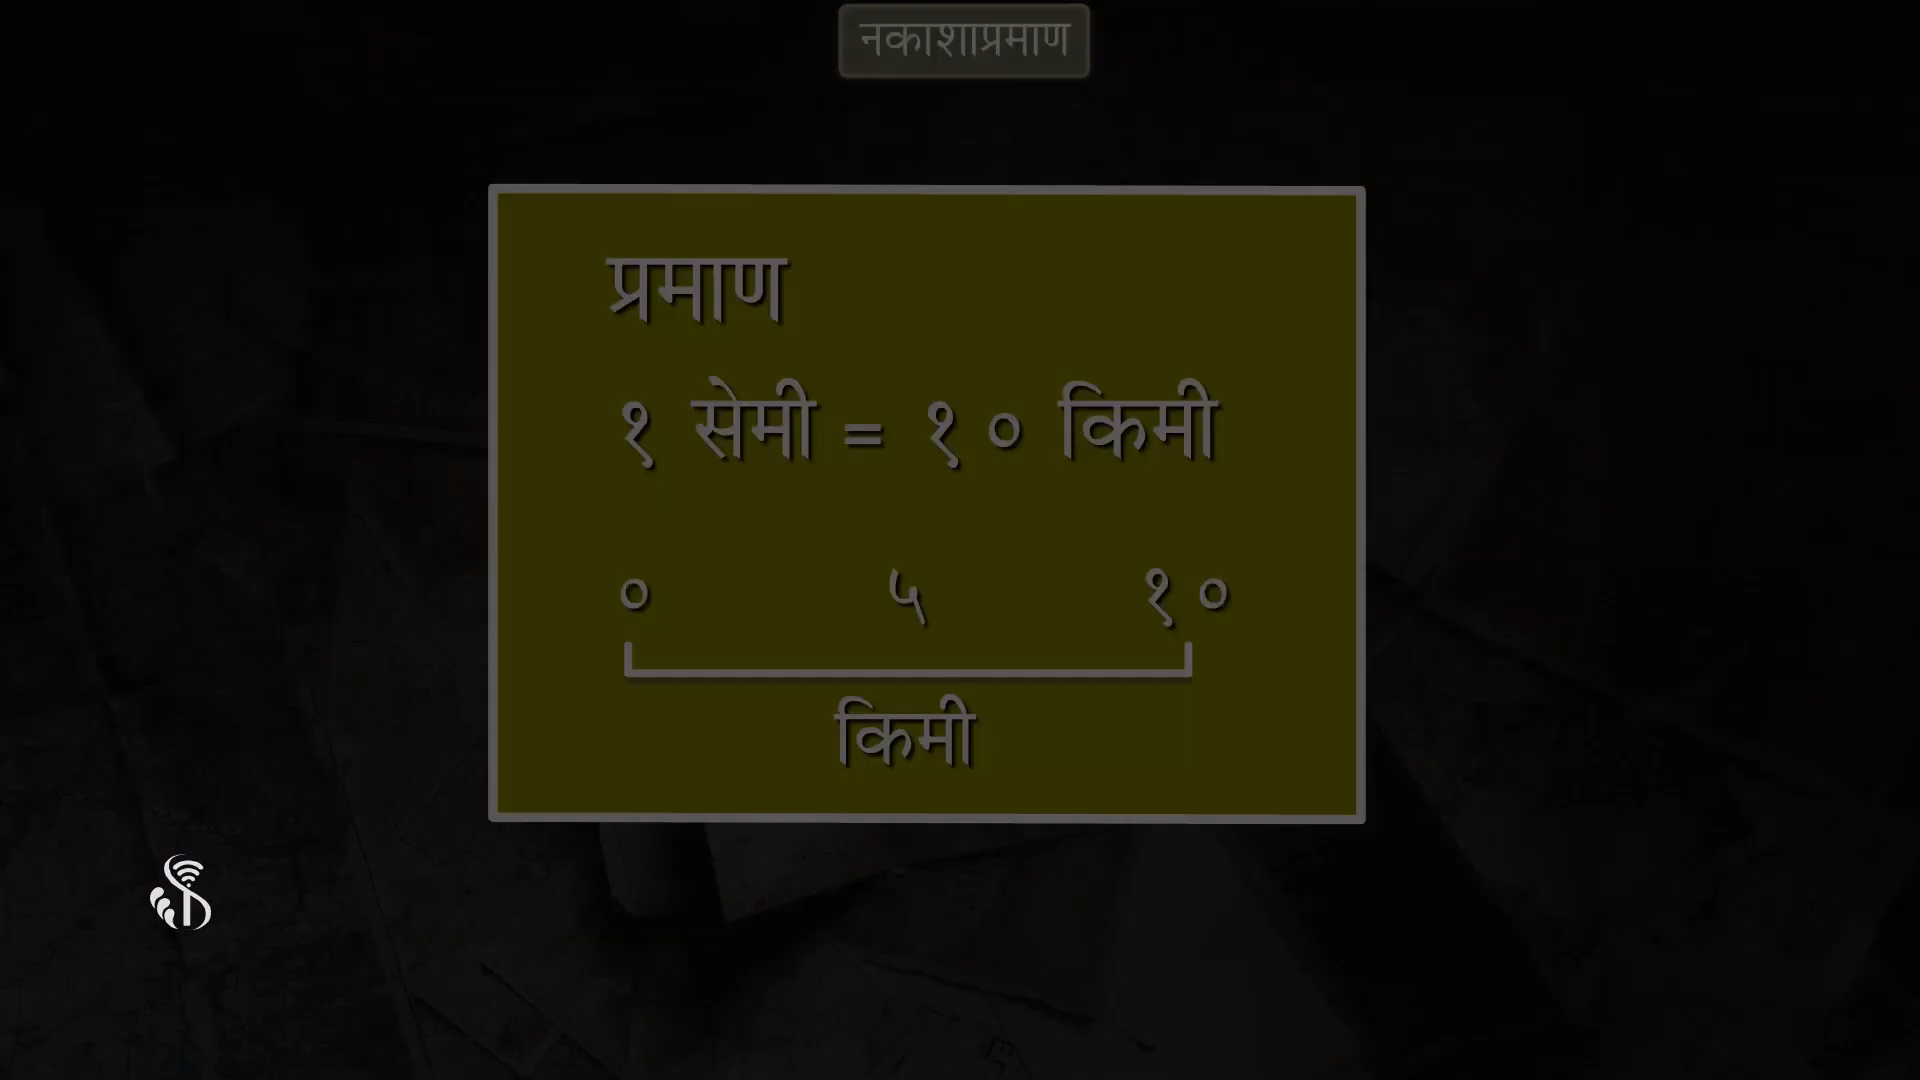 नकाशाप्रमाण
प्रमाण
१ सेमी = १० किमी
० ५ १०
किमी